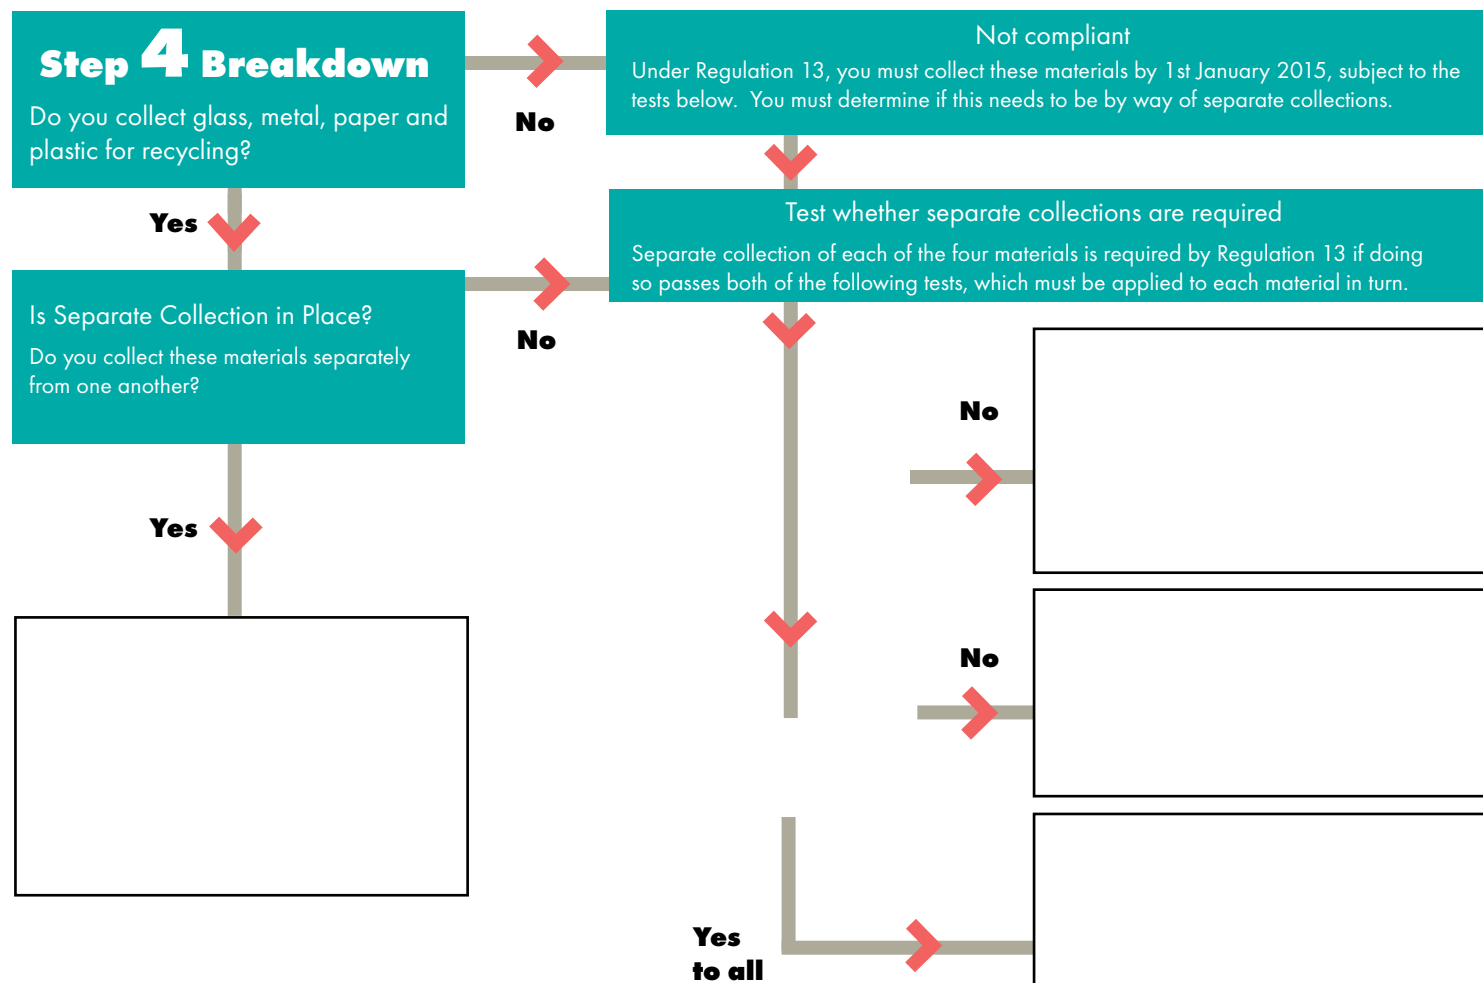 Step 4 Breakdown
Do you collect glass, metal, paper and
plastic for recycling?
No
Not compliant
Under Regulation 13, you must collect these materials by 1st January 2015, subject to the
tests below.  You must determine if this needs to be by way of separate collections.
Yes
Is Separate Collection in Place?
Do you collect these materials separately
from one another?
No
Test whether separate collections are required
Separate collection of each of the four materials is required by Regulation 13 if doing
so passes both of the following tests, which must be applied to each material in turn.
No
Yes
No
Yes
to all